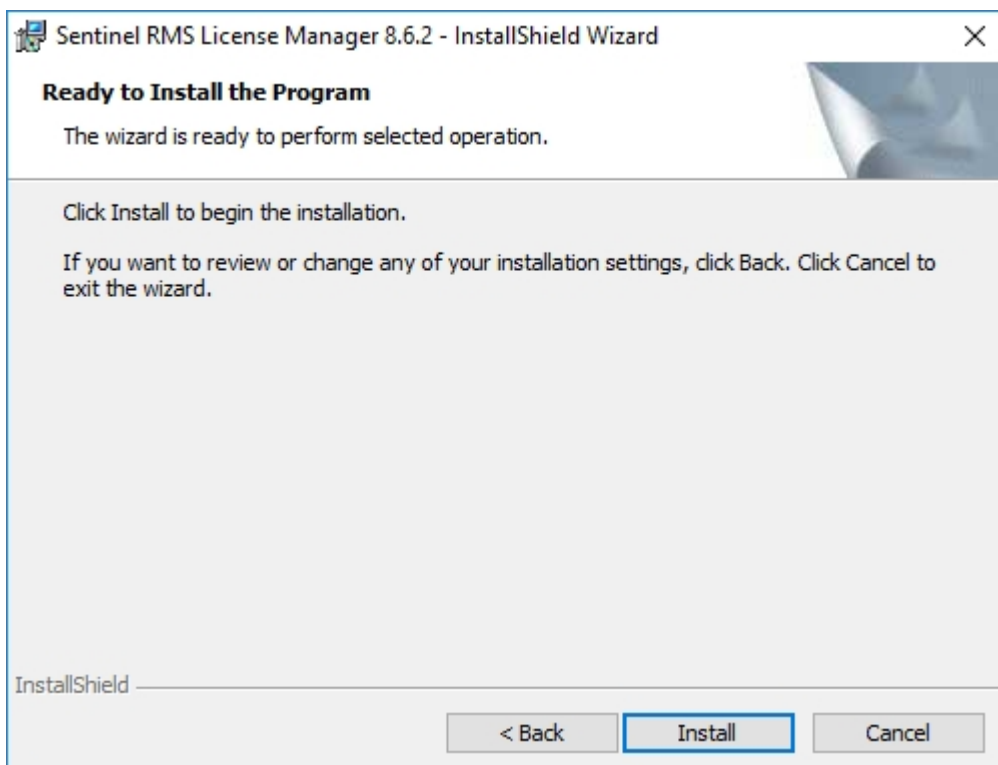 Sentinel RMS License Manager 8.6.2 - InstallShield Wizard
Ready to Install the Program
The wizard is ready to perform selected operation.
Click Install to begin the installation.
If you want to review or change any of your installation settings, click Back. Click Cancel to
exit the wizard.
InstallShield
< Back
Install
Cancel